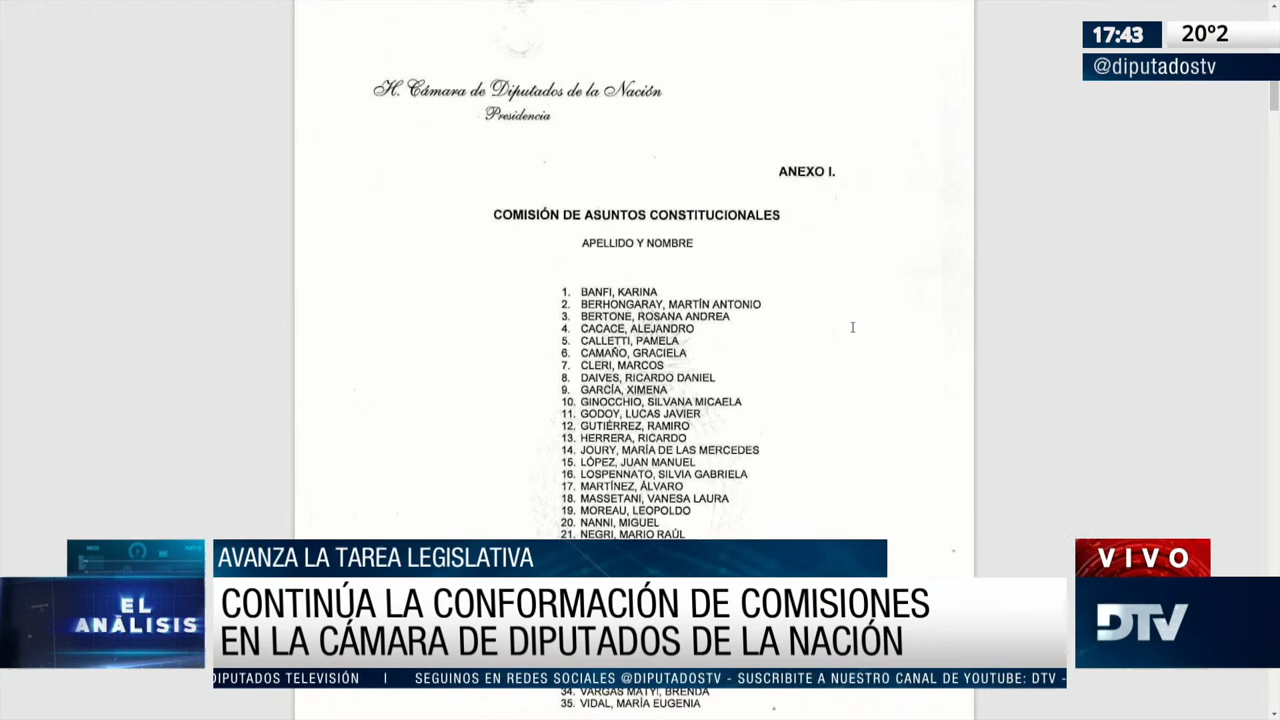 17:43 20º2
@diputadostv
H. Cámara de Diputados de la Nación
Presidencia
ANEXO I.
COMISIÓN DE ASUNTOS CONSTITUCIONALES
APELLIDO Y NOMBRE
1. BANFI, KARINA
2. BERHONGARAY, MARTÍN ANTONIO
3. BERTONE, ROSANA ANDREA
4. CACACE, ALEJANDRO
5. CALLETTI, PAMELA
6. CAMAÑO, GRACIELA
7. CLERI, MARCOS
8. DAIVES, RICARDO DANIEL
9. GARCÍA, XIMENA
10. GINOCCHIO, SILVANA MICAELA
11. GODOY, LUCAS JAVIER
12. GUTIÉRREZ, RAMIRO
13. HERRERA, RICARDO
14. JOURY, MARÍA DE LAS MERCEDES
15. LÓPEZ, JUAN MANUEL
16. LOSPENNATO, SILVIA GABRIELA
17. MARTÍNEZ, ÁLVARO
18. MASSETANI, VANESA LAURA
19. MOREAU, LEOPOLDO
20. NANNI, MIGUEL
21. NEGRI, MARIO RAÚL
AVANZA LA TAREA LEGISLATIVA
VIVO
EL
ANÀLISIS
CONTINÚA LA CONFORMACIÓN DE COMISIONES
EN LA CÁMARA DE DIPUTADOS DE LA NACIÓN
DTV
DIPUTADOS TELEVISIÓN | SEGUINOS EN REDES SOCIALES @DIPUTADOSTV - SUSCRIBITE A NUESTRO CANAL DE YOUTUBE: DTV -
34. VARGAS MATYI, BRENDA
35. VIDAL, MARÍA EUGENIA